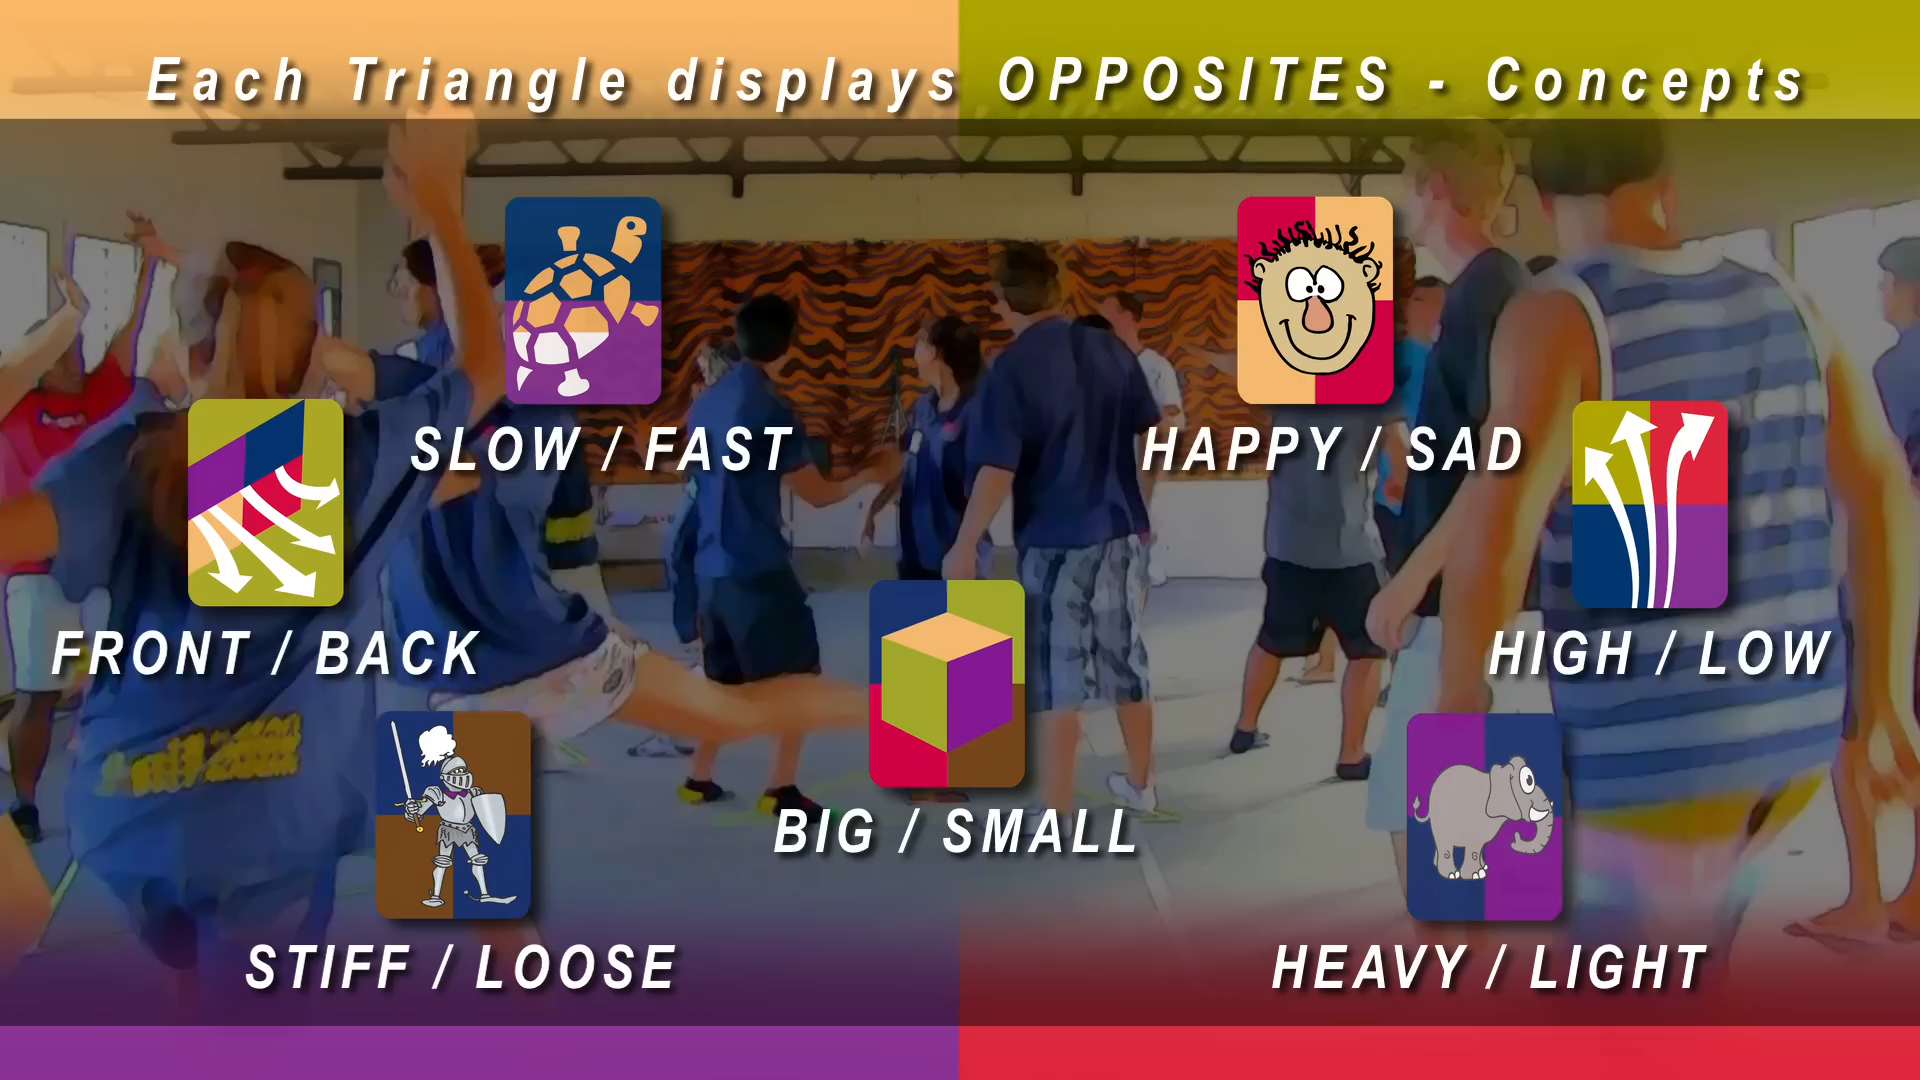 Each Triangle displays OPPOSITES - Concepts
SLOW / FAST
HAPPY / SAD
FRONT / BACK
HIGH / LOW
BIG / SMALL
STIFF / LOOSE
HEAVY / LIGHT